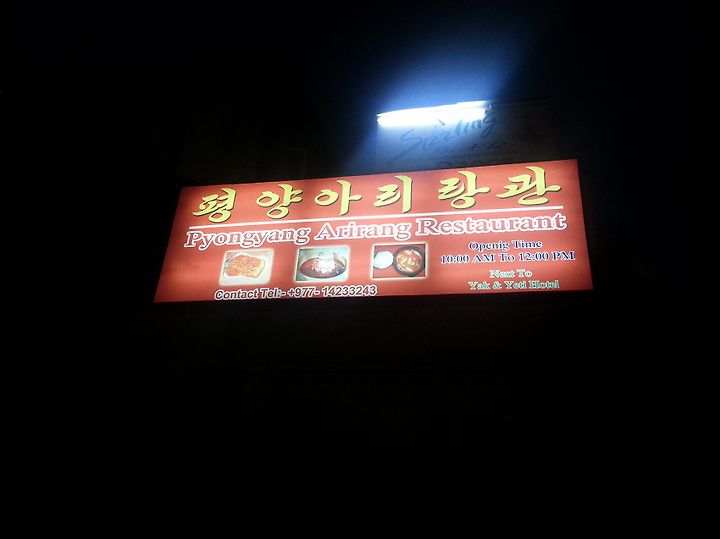 Sizzling
평양아리랑관
Pyongyang Arirang Restaurant
Openig Time
10:00 AM To 12:00 PM
Next To
Yak & Yeti Hotel
Contact Tel:- +977- 14233243